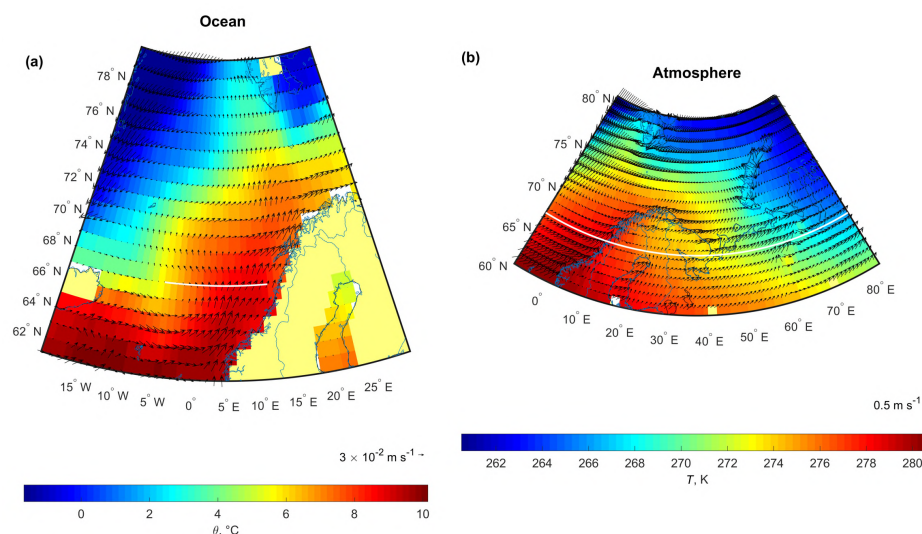 Ocean
(a)
78° N
76° N
74° N
72° N
70° N
68° N
66° N
64° N
62° N
15° W
10° W
5° W
0°
5° E
10° E
15° E
20° E
25° E
3 × 10⁻² m s⁻¹
0 2 4 6 8 10
θ, °C
(b)
Atmosphere
80° N
75° N
70° N
65° N
60° N
0°
10° E
20° E
30° E
40° E
50° E
60° E
70° E
80° E
0.5 m s⁻¹
262 264 266 268 270 272 274 276 278 280
T, K